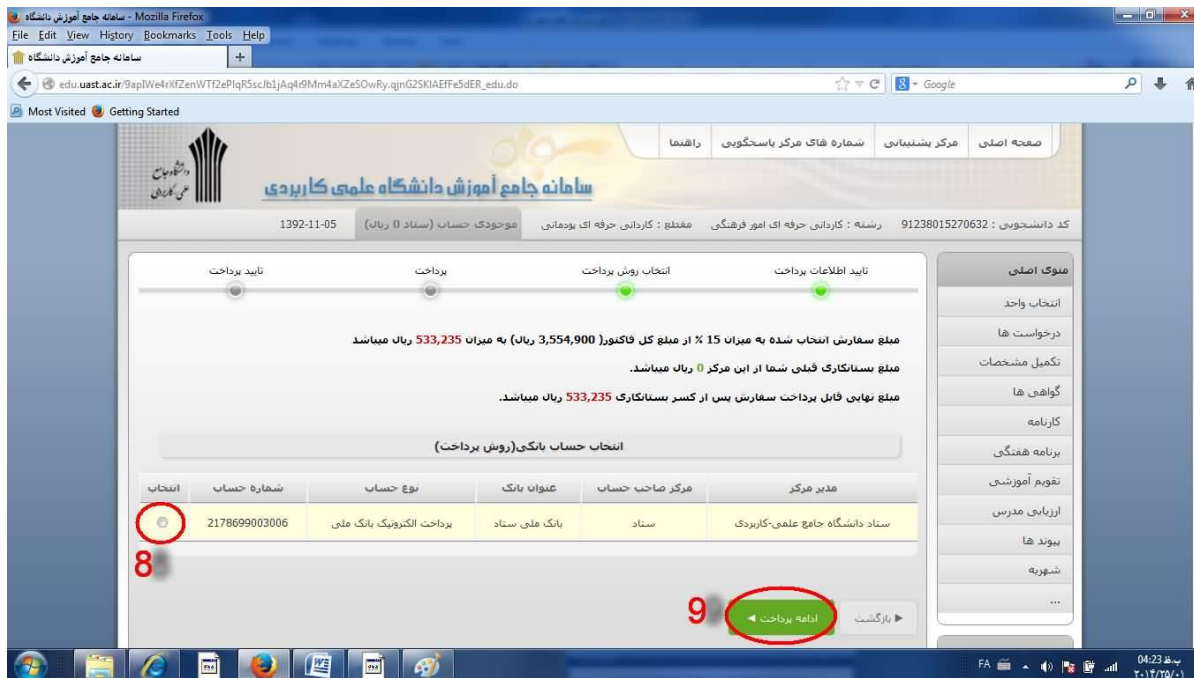 سامانه جامع آموزش دانشگاه - Mozilla Firefox
File Edit View History Bookmarks Tools Help
سامانه جامع آموزش دانشگاه +
Google
Most Visited Getting Started
صفحه اصلی مرکز پشتیبانی شماره های مرکز پاسخگویی راهنما
دانشگاه جامع علمی کاربردی
سامانه جامع آموزش دانشگاه علمی کاربردی
کد دانشجویی : 91238015270632 رشته : کاردانی حرفه ای امور فرهنگی مقطع : کاردانی حرفه ای پودمانی موجودی حساب (ستاد 0 ریال) 1392-11-05
منوی اصلی
انتخاب واحد
درخواست ها
تکمیل مشخصات
گواهی ها
کارنامه
برنامه هفتگی
تقویم آموزشی
ارزیابی مدرس
پیوند ها
شهریه
...
تایید اطلاعات پرداخت انتخاب روش پرداخت پرداخت تایید پرداخت
مبلغ سفارش انتخاب شده به میزان 15 % از مبلغ کل فاکتور( 3,554,900 ریال) به میزان 533,235 ریال میباشد
مبلغ بستانکاری قبلی شما از این مرکز 0 ریال میباشد.
مبلغ نهایی قابل پرداخت سفارش پس از کسر بستانکاری 533,235 ریال میباشد.
انتخاب حساب بانکی(روش پرداخت)
مدیر مرکز مرکز صاحب حساب عنوان بانک نوع حساب شماره حساب انتخاب
ستاد دانشگاه جامع علمی-کاربردی ستاد بانک ملی ستاد پرداخت الکترونیک بانک ملی 2178699003006
8
9
بازگشت ادامه پرداخت
FA 04:23 ب.ظ
۲۰۱۴/۲۵/۰۱